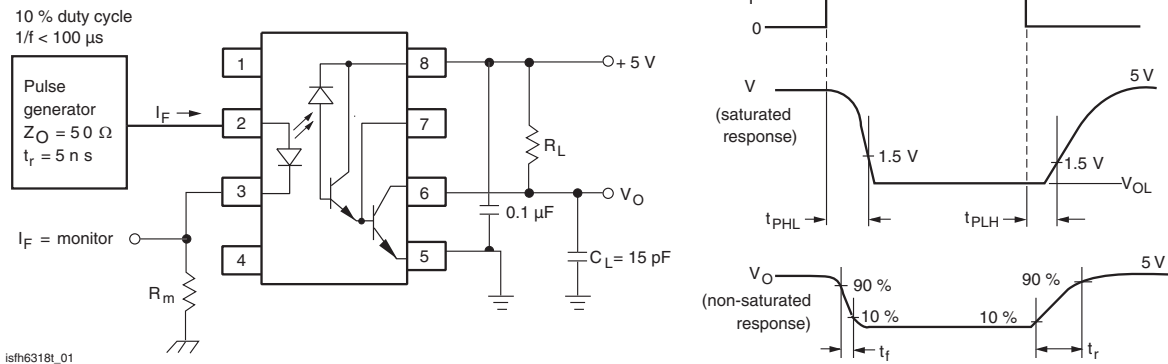 10 % duty cycle
1/f < 100 µs
Pulse
generator
Z_O = 50 Ω
t_r = 5 n s
I_F
1
2
3
4
8
7
6
5
+ 5 V
R_L
V_O
0.1 µF
C_L = 15 pF
I_F = monitor
R_m
isfh6318t_01
0
V
(saturated
response)
5 V
1.5 V
1.5 V
V_OL
t_PHL
t_PLH
V_O
(non-saturated
response)
90 %
10 %
10 %
90 %
5 V
t_f
t_r